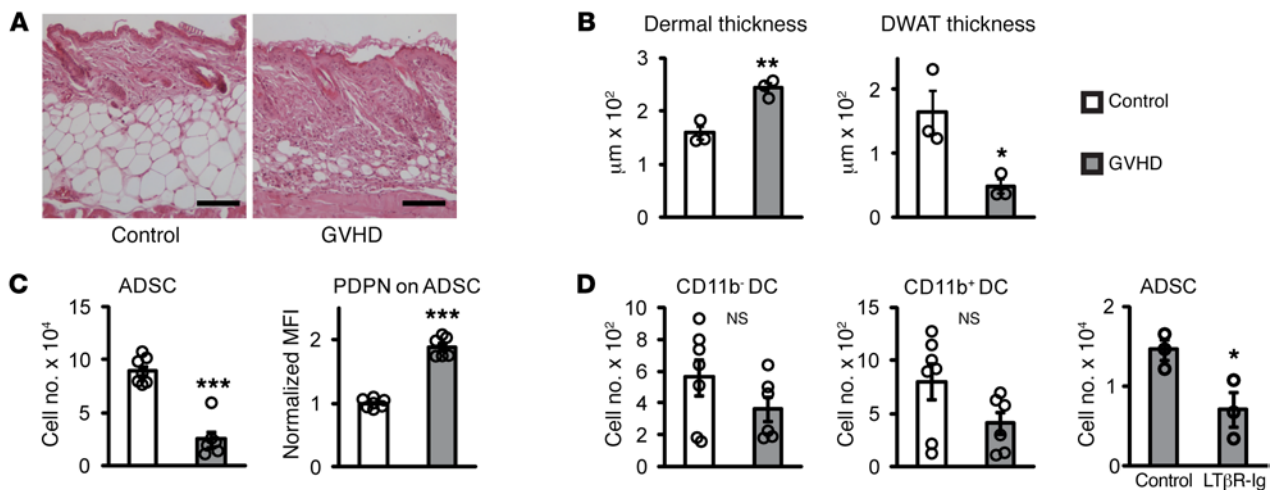 A
Control
GVHD
B
Dermal thickness
μm x 10²
3
2
1
0
**
DWAT thickness
μm x 10²
2
1
0
*
Control
GVHD
C
ADSC
Cell no. x 10⁴
15
10
5
0
***
PDPN on ADSC
Normalized MFI
2
1
0
***
D
CD11b⁻ DC
Cell no. x 10²
10
8
6
4
2
0
NS
CD11b⁺ DC
Cell no. x 10²
15
10
5
0
NS
ADSC
Cell no. x 10⁴
2
1
0
*
Control
LTβR-Ig